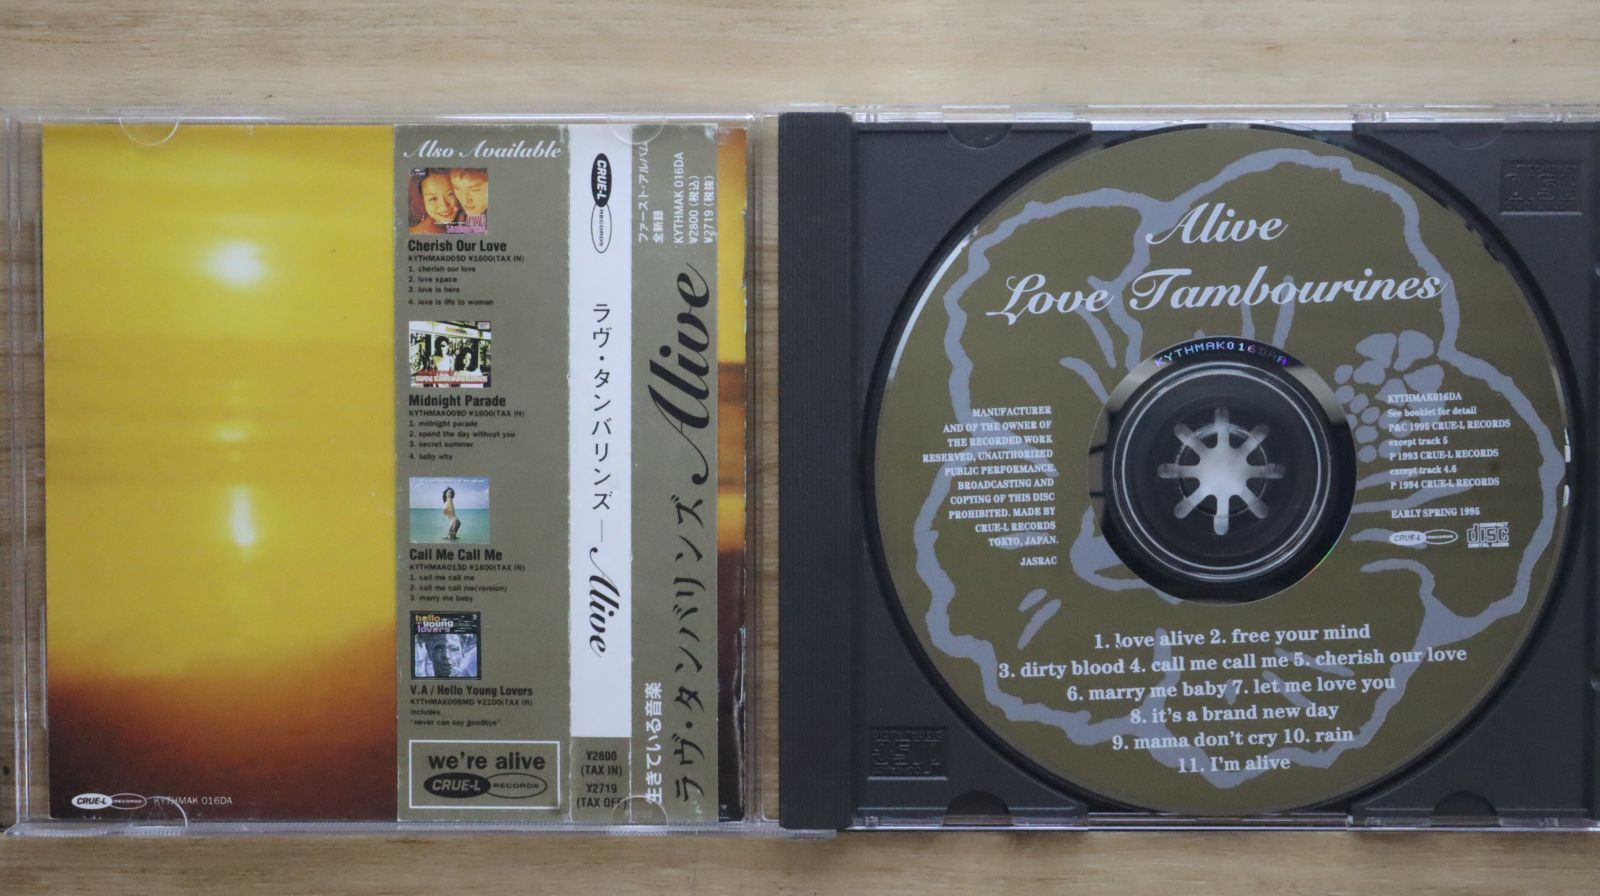 Also Available
Cherish Our Love
KYTHMAK005D ¥1600(TAX IN)
1. cherish our love
2. love space
3. love is here
4. love is life to woman
Midnight Parade
KYTHMAK009D ¥1600(TAX IN)
1. midnight parade
2. spend the day without you
3. secret summer
4. baby why
Call Me Call Me
KYTHMAK013D ¥1600(TAX IN)
1. call me call me
2. call me call me(version)
3. marry me baby
hello
young
lovers
V.A / Hello Young Lovers
KYTHMAK008MD ¥2100(TAX IN)
includes
"never can say goodbye"
we're alive
CRUE-L RECORDS
CRUE-L RECORDS KYTHMAK 016DA
CRUE-L RECORDS
ラヴ・タンバリンズ—Alive
¥2800
(TAX IN)
¥2719
(TAX OFF)
ファースト・アルバム
全新録
KYTHMAK 016DA
¥2800(税込)
¥2719(税抜)
生きている音楽
ラヴ・タンバリンズ Alive
Alive
Love Tambourines
KYTHMAK016DAA
MANUFACTURER
AND OF THE OWNER OF
THE RECORDED WORK
RESERVED, UNAUTHORIZED
PUBLIC PERFORMANCE.
BROADCASTING AND
COPYING OF THIS DISC
PROHIBITED. MADE BY
CRUE-L RECORDS
TOKYO, JAPAN.
JASRAC
KYTHMAK016DA
See booklet for detail
P&C 1995 CRUE-L RECORDS
except track 5
P 1993 CRUE-L RECORDS
except track 4.6
P 1994 CRUE-L RECORDS
EARLY SPRING 1995
CRUE-L RECORDS
COMPACT
disc
DIGITAL AUDIO
1. love alive 2. free your mind
3. dirty blood 4. call me call me 5. cherish our love
6. marry me baby 7. let me love you
8. it's a brand new day
9. mama don't cry 10. rain
11. I'm alive